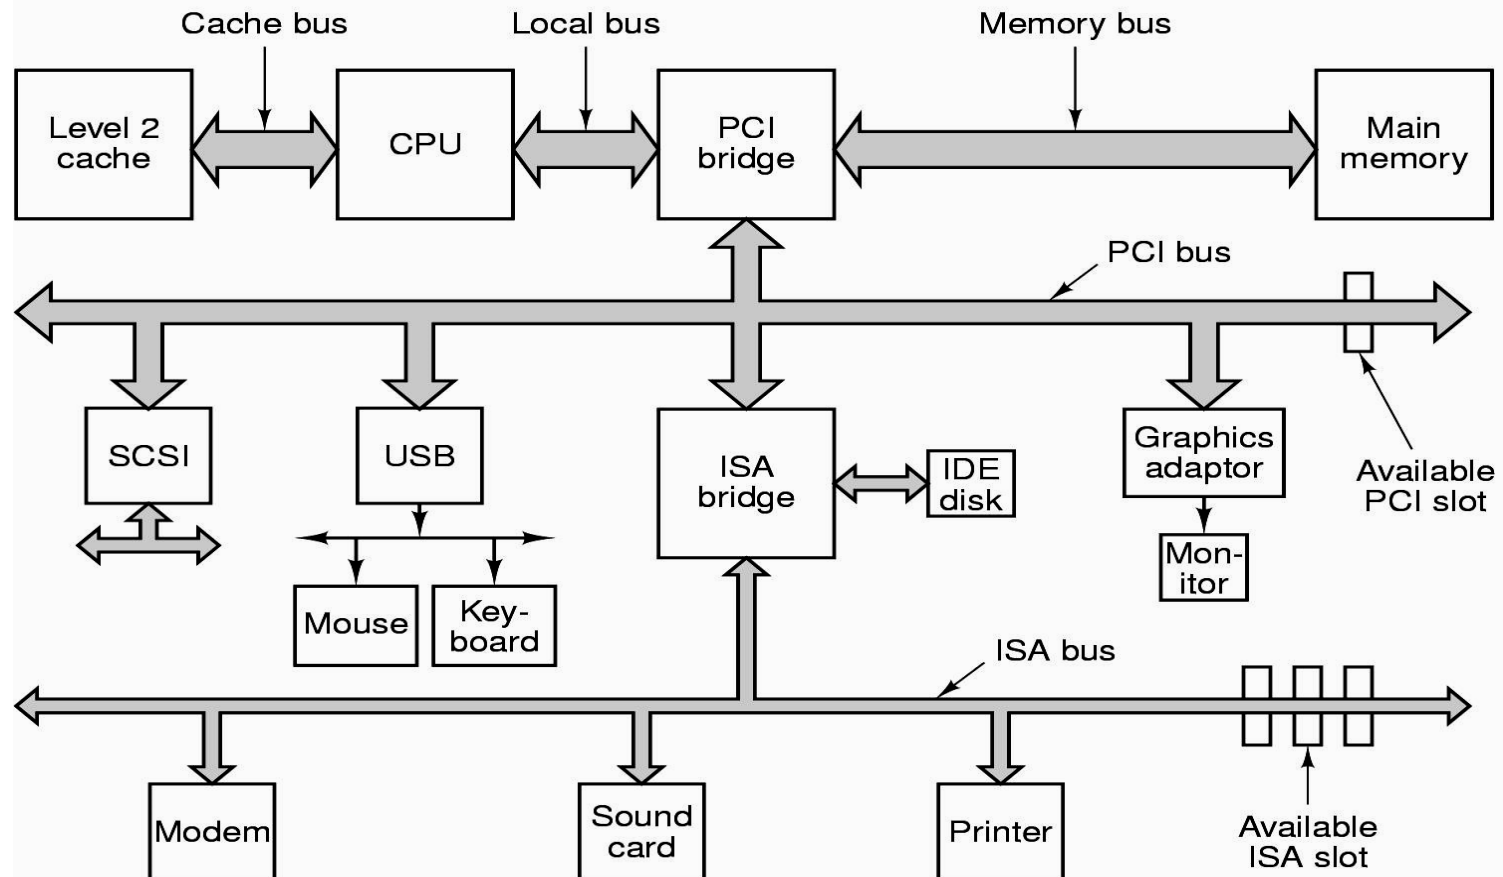 Cache bus
Local bus
Memory bus
Level 2
cache
CPU
PCI
bridge
Main
memory
PCI bus
SCSI
USB
ISA
bridge
IDE
disk
Graphics
adaptor
Available
PCI slot
Mon-
itor
Mouse
Key-
board
ISA bus
Modem
Sound
card
Printer
Available
ISA slot